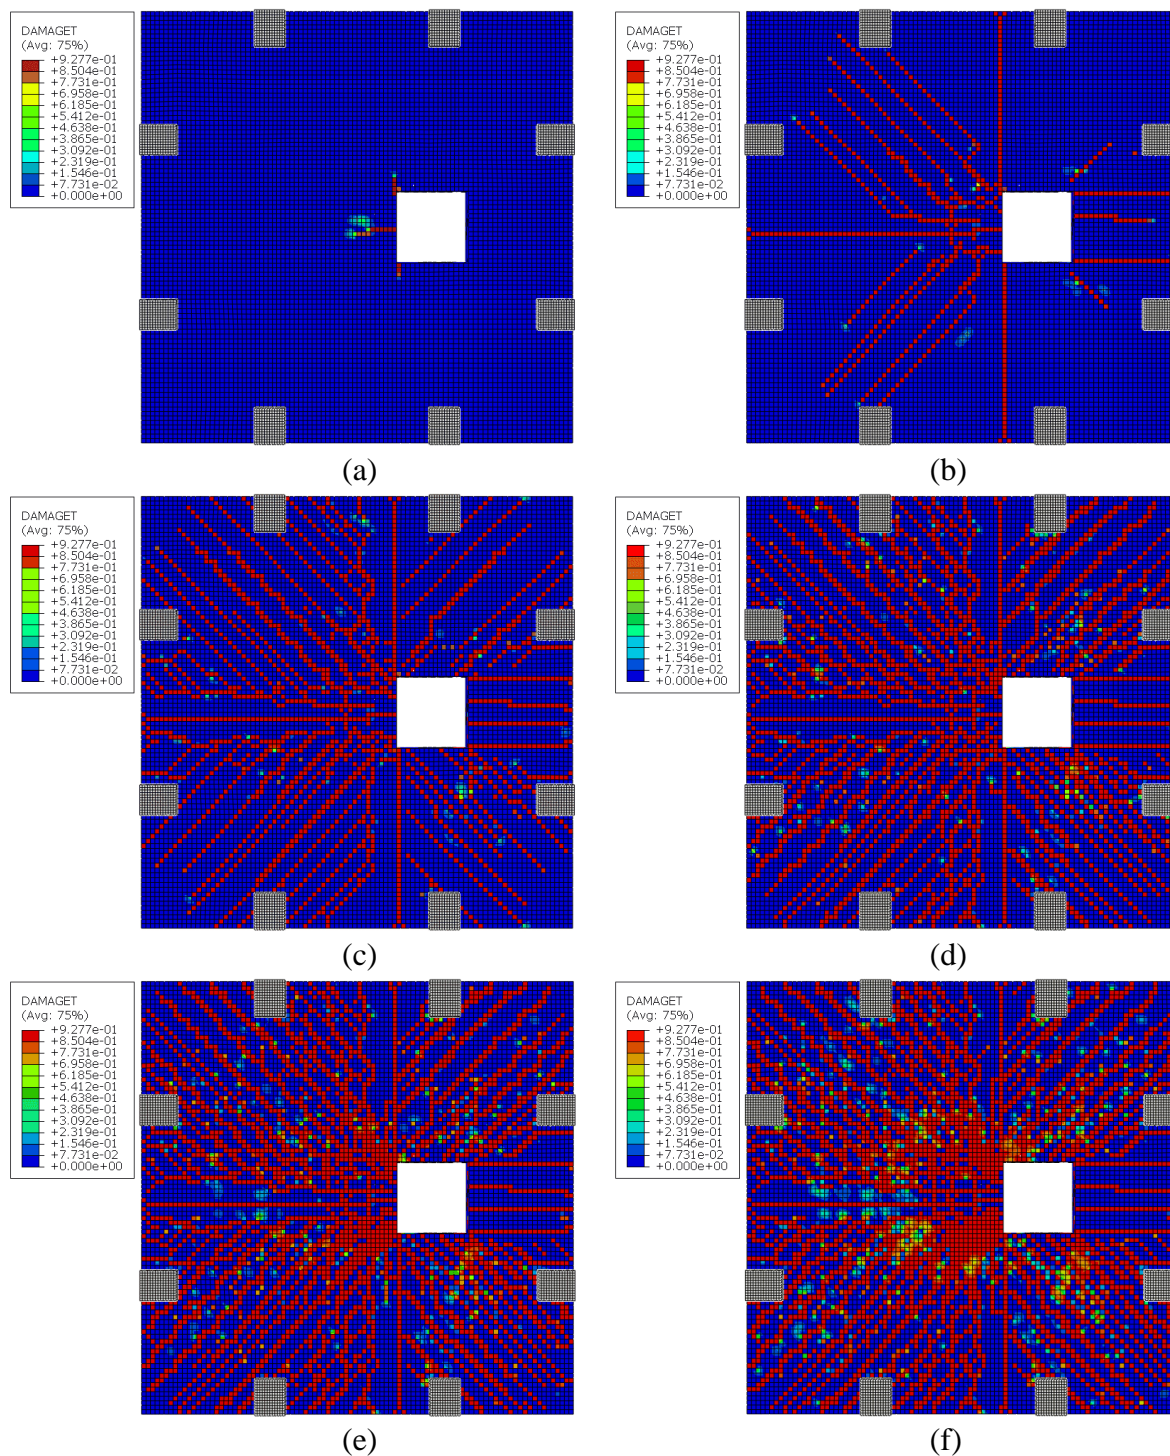 DAMAGET
(Avg: 75%)
+9.277e-01
+8.504e-01
+7.731e-01
+6.958e-01
+6.185e-01
+5.412e-01
+4.638e-01
+3.865e-01
+3.092e-01
+2.319e-01
+1.546e-01
+7.731e-02
+0.000e+00
(a)
DAMAGET
(Avg: 75%)
+9.277e-01
+8.504e-01
+7.731e-01
+6.958e-01
+6.185e-01
+5.412e-01
+4.638e-01
+3.865e-01
+3.092e-01
+2.319e-01
+1.546e-01
+7.731e-02
+0.000e+00
(b)
DAMAGET
(Avg: 75%)
+9.277e-01
+8.504e-01
+7.731e-01
+6.958e-01
+6.185e-01
+5.412e-01
+4.638e-01
+3.865e-01
+3.092e-01
+2.319e-01
+1.546e-01
+7.731e-02
+0.000e+00
(c)
DAMAGET
(Avg: 75%)
+9.277e-01
+8.504e-01
+7.731e-01
+6.958e-01
+6.185e-01
+5.412e-01
+4.638e-01
+3.865e-01
+3.092e-01
+2.319e-01
+1.546e-01
+7.731e-02
+0.000e+00
(d)
DAMAGET
(Avg: 75%)
+9.277e-01
+8.504e-01
+7.731e-01
+6.958e-01
+6.185e-01
+5.412e-01
+4.638e-01
+3.865e-01
+3.092e-01
+2.319e-01
+1.546e-01
+7.731e-02
+0.000e+00
(e)
DAMAGET
(Avg: 75%)
+9.277e-01
+8.504e-01
+7.731e-01
+6.958e-01
+6.185e-01
+5.412e-01
+4.638e-01
+3.865e-01
+3.092e-01
+2.319e-01
+1.546e-01
+7.731e-02
+0.000e+00
(f)